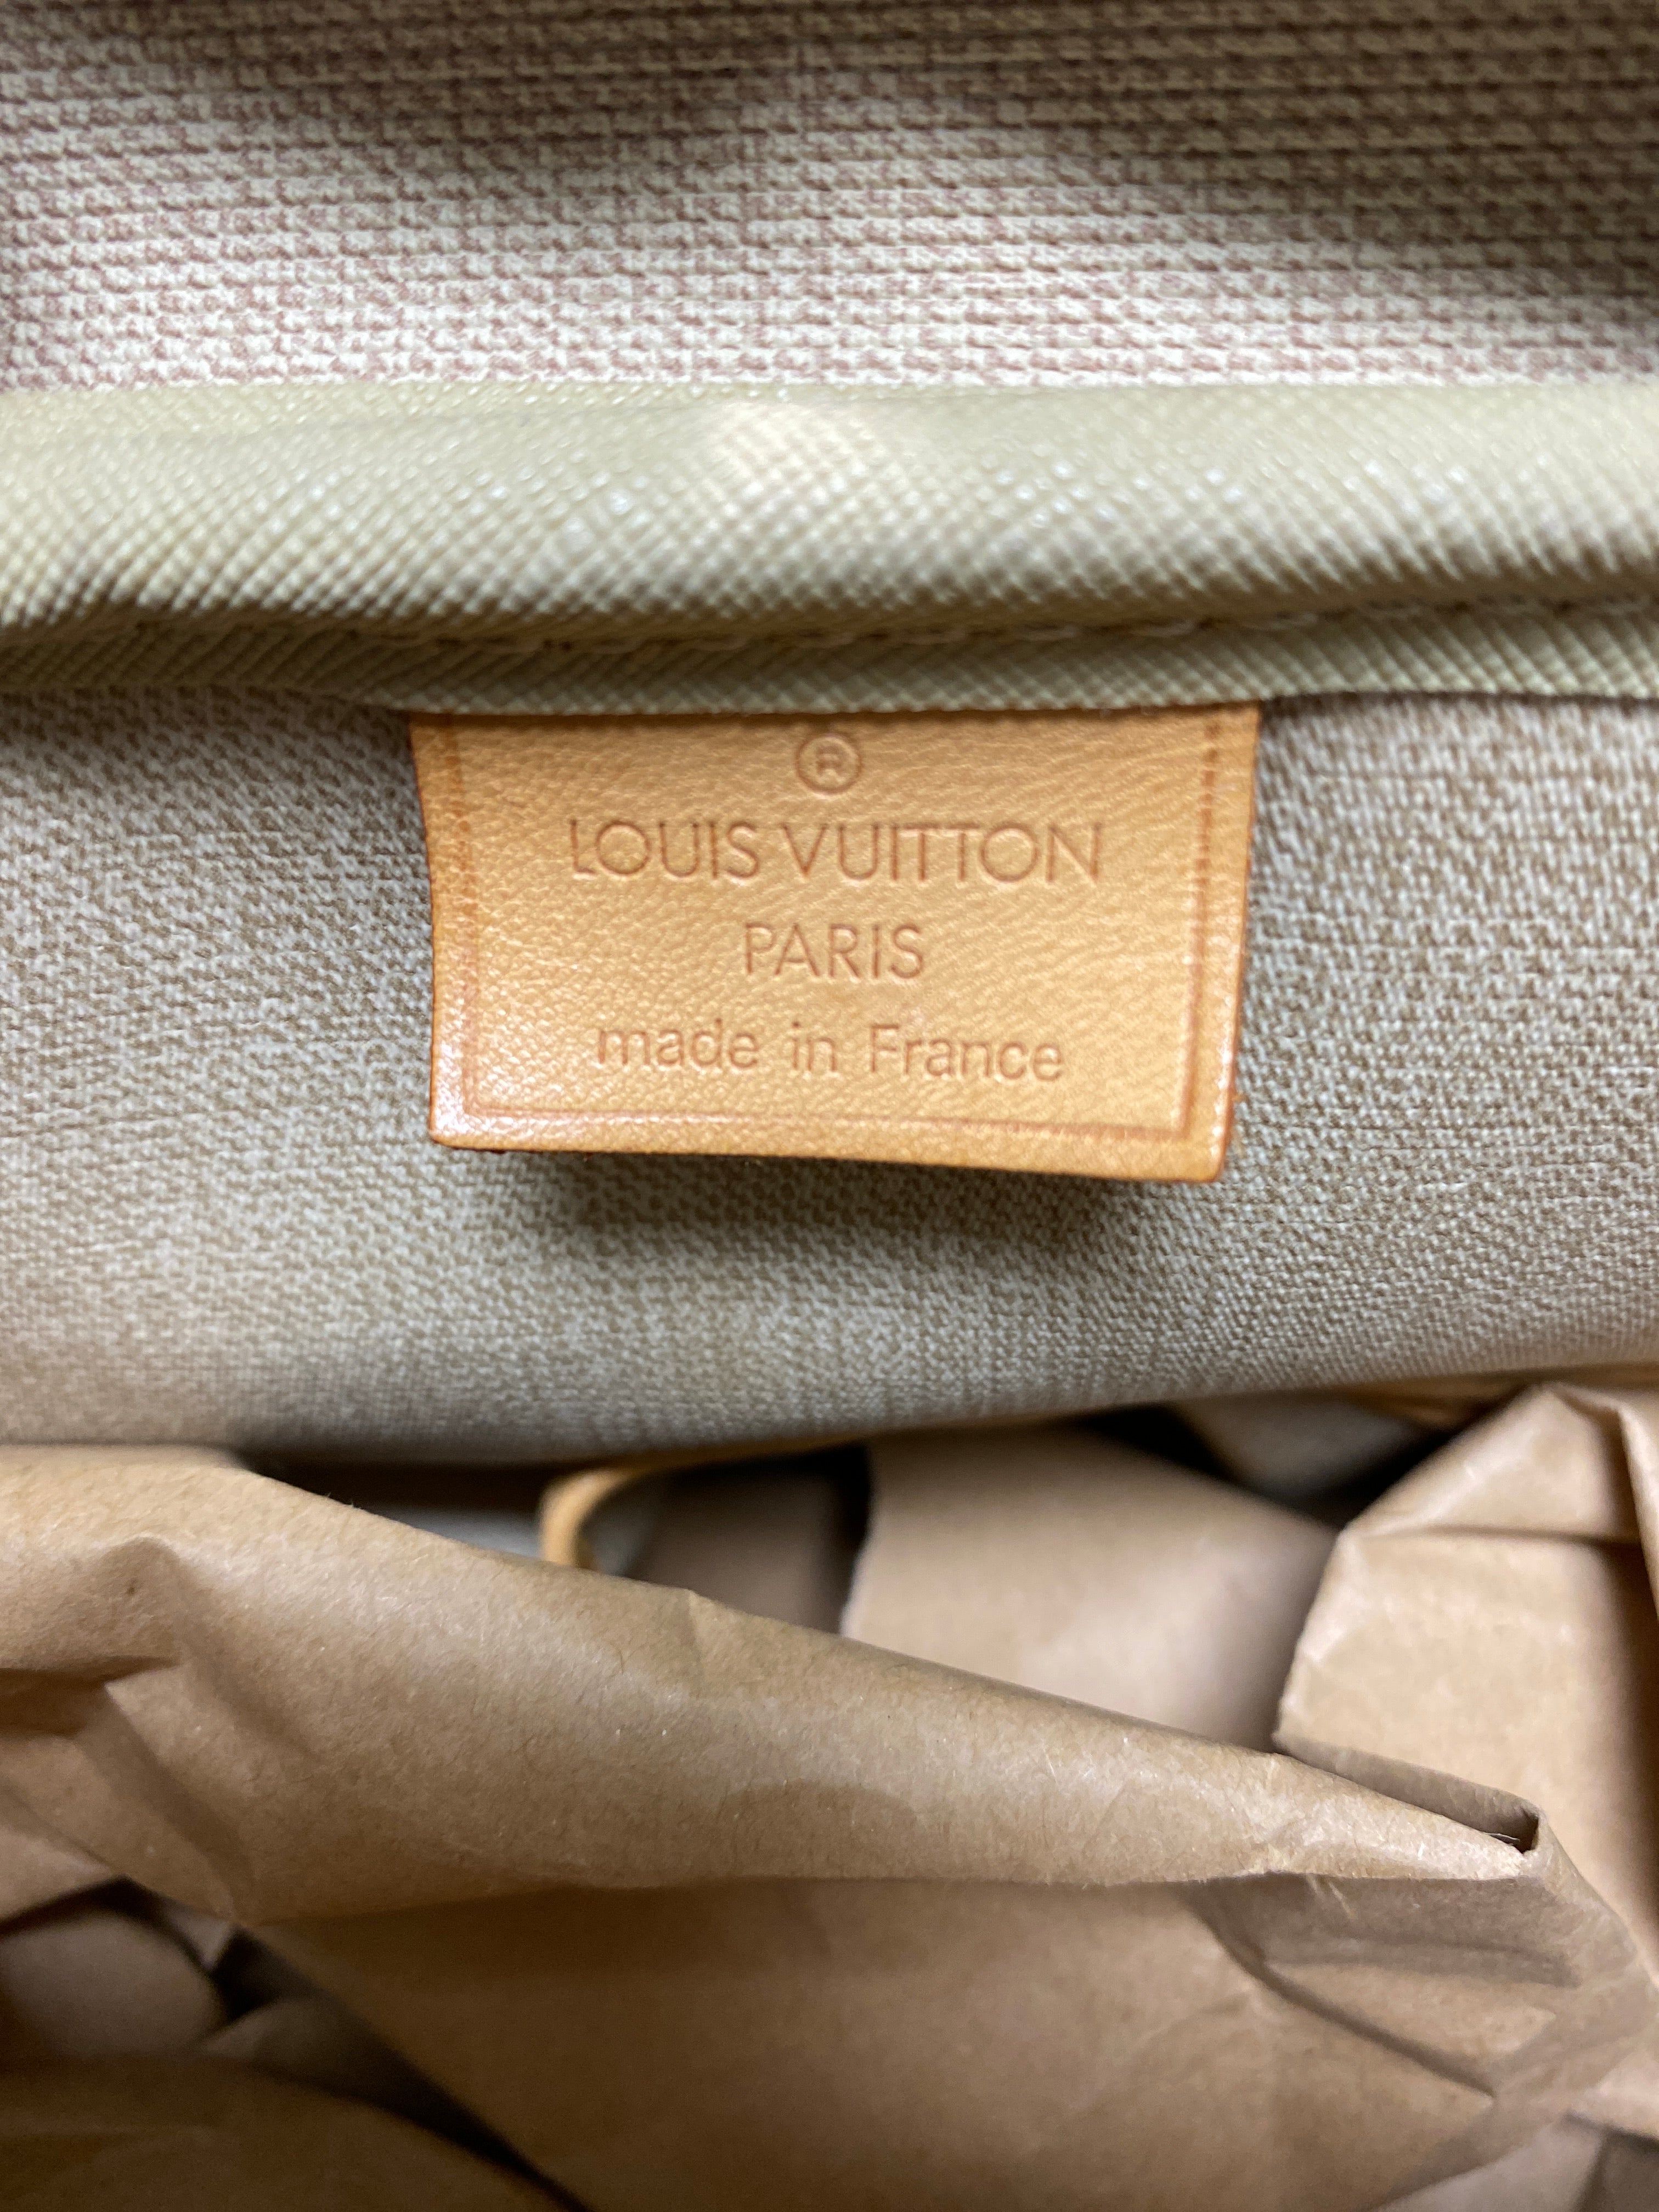 ®
LOUIS VUITTON
PARIS
made in France